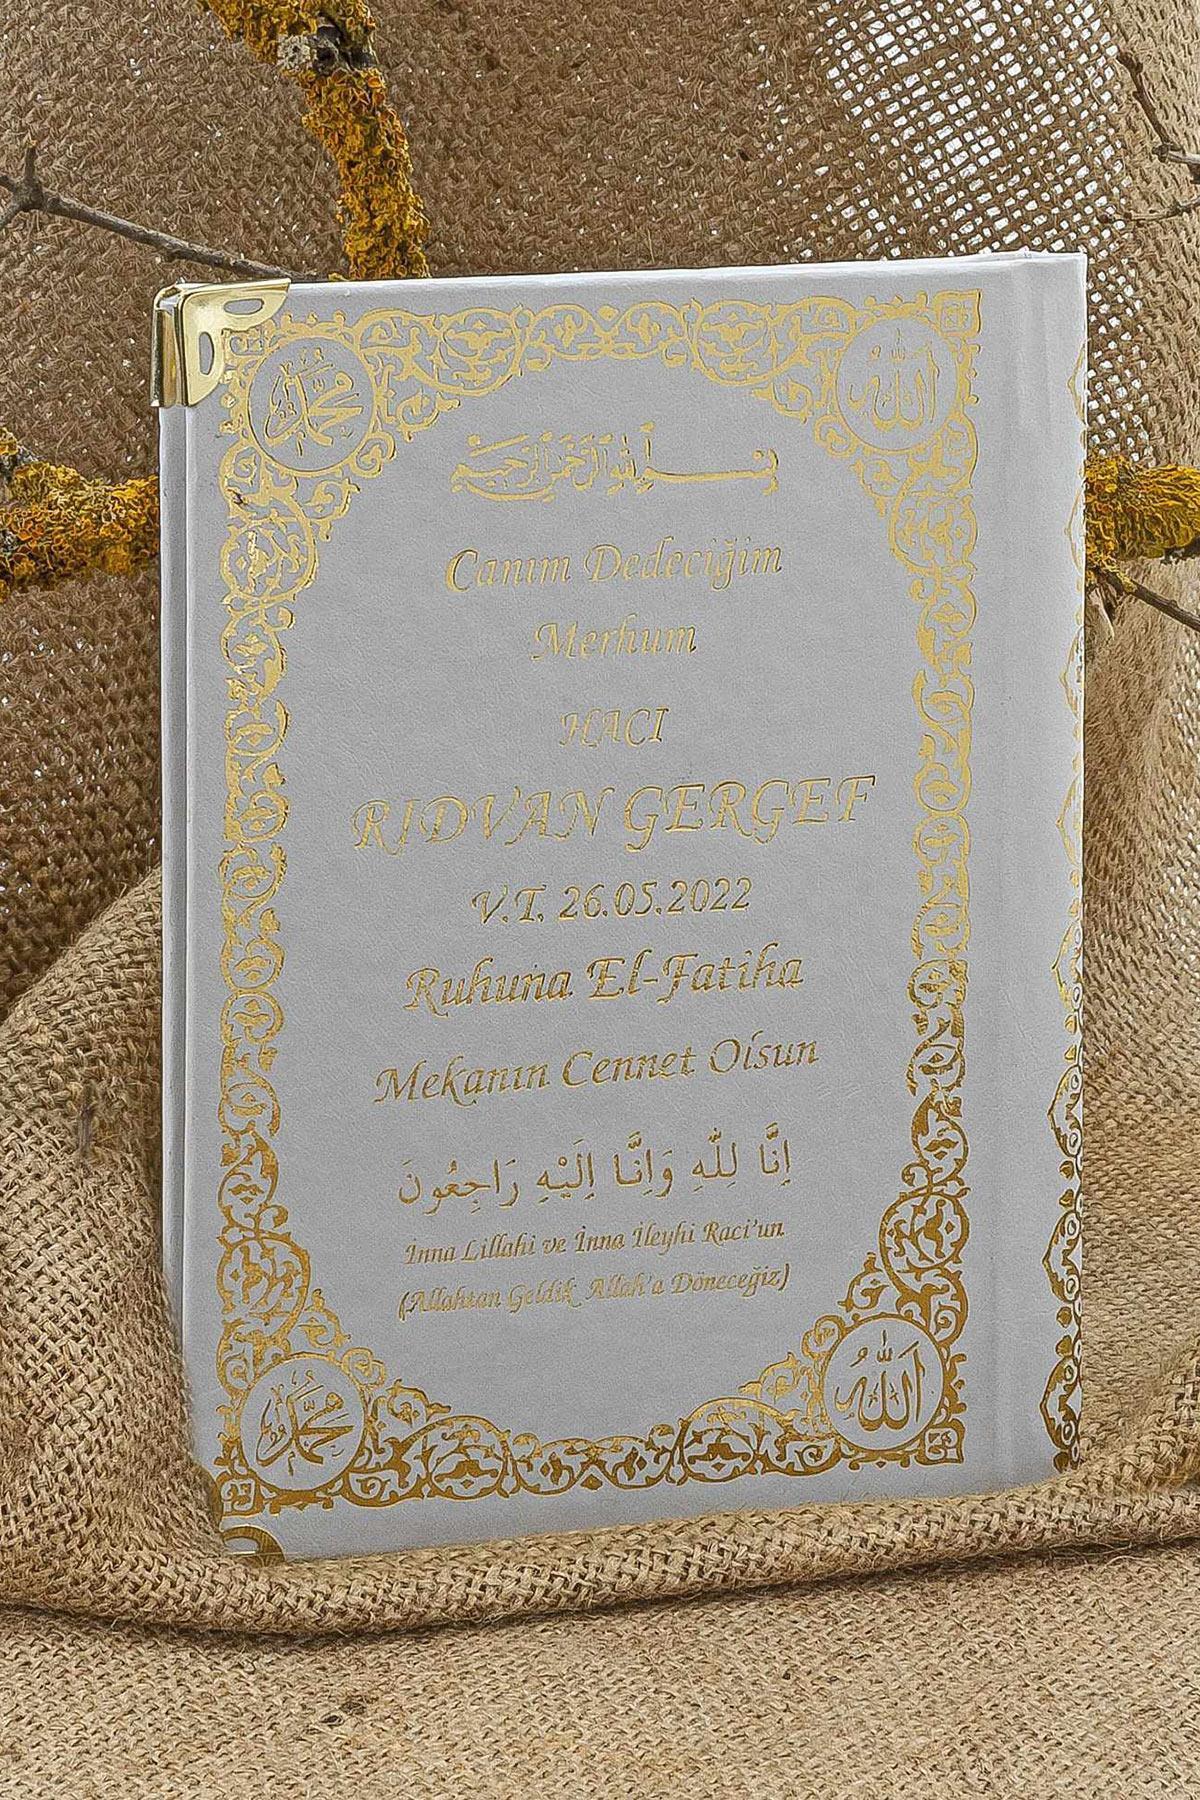 محمد
الله
بسم الله الرحمن الرحيم
Canım Dedeciğim
Merhum
HACI
RIDVAN GERGEF
V.T. 26.05.2022
Ruhuna El-Fatiha
Mekanın Cennet Olsun
اِنَّا لِلّٰهِ وَاِنَّا اِلَيْهِ رَاجِعُونَ
İnna Lillahi ve İnna İleyhi Raci'un
(Allahtan Geldik Allah'a Döneceğiz)
محمد
الله